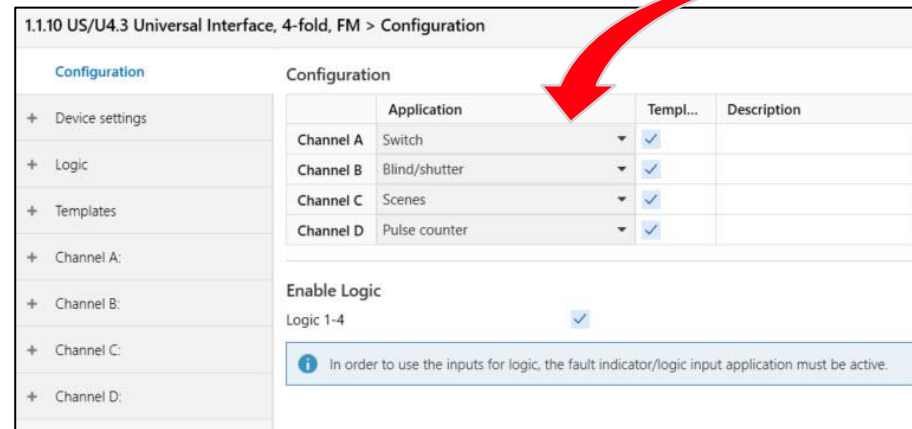 1.1.10 US/U4.3 Universal Interface, 4-fold, FM > Configuration
Configuration
+ Device settings
+ Logic
+ Templates
+ Channel A:
+ Channel B:
+ Channel C:
+ Channel D:
Configuration
Application Templ... Description
Channel A Switch
Channel B Blind/shutter
Channel C Scenes
Channel D Pulse counter
Enable Logic
Logic 1-4
In order to use the inputs for logic, the fault indicator/logic input application must be active.